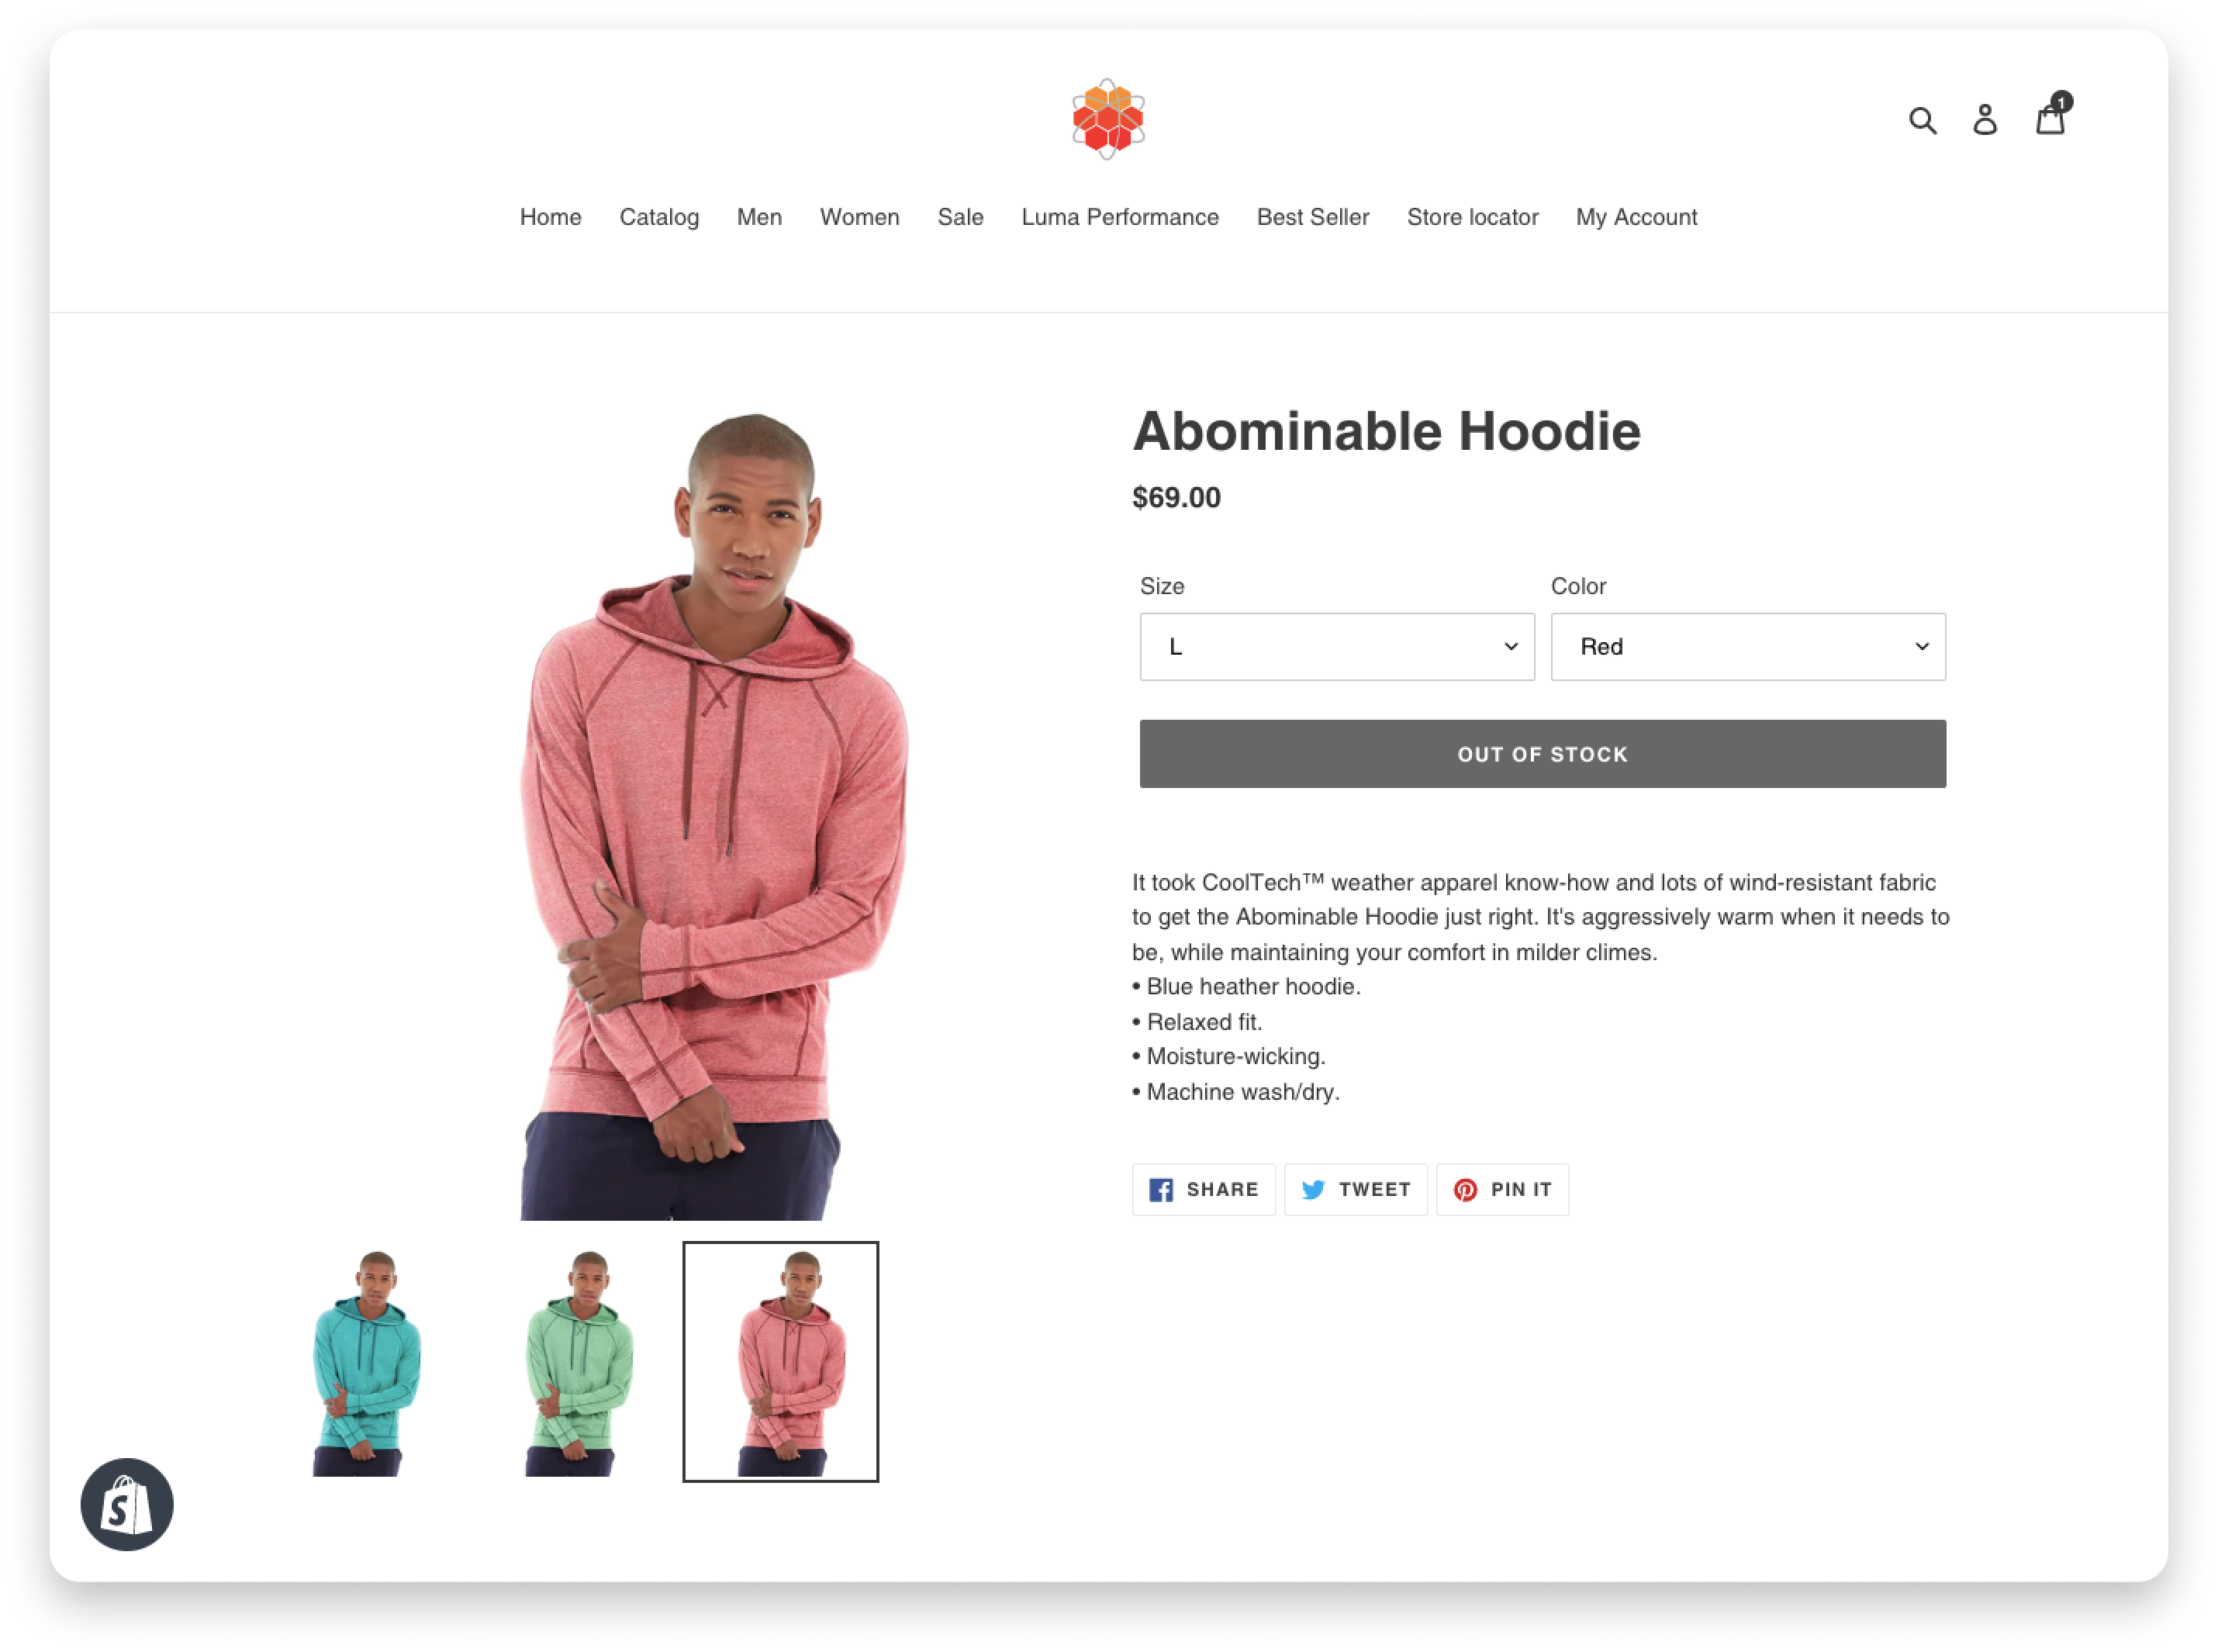 1
Home Catalog Men Women Sale Luma Performance Best Seller Store locator My Account
Abominable Hoodie
$69.00
Size Color
L Red
OUT OF STOCK
It took CoolTech™ weather apparel know-how and lots of wind-resistant fabric
to get the Abominable Hoodie just right. It's aggressively warm when it needs to
be, while maintaining your comfort in milder climes.
• Blue heather hoodie.
• Relaxed fit.
• Moisture-wicking.
• Machine wash/dry.
SHARE TWEET PIN IT
S